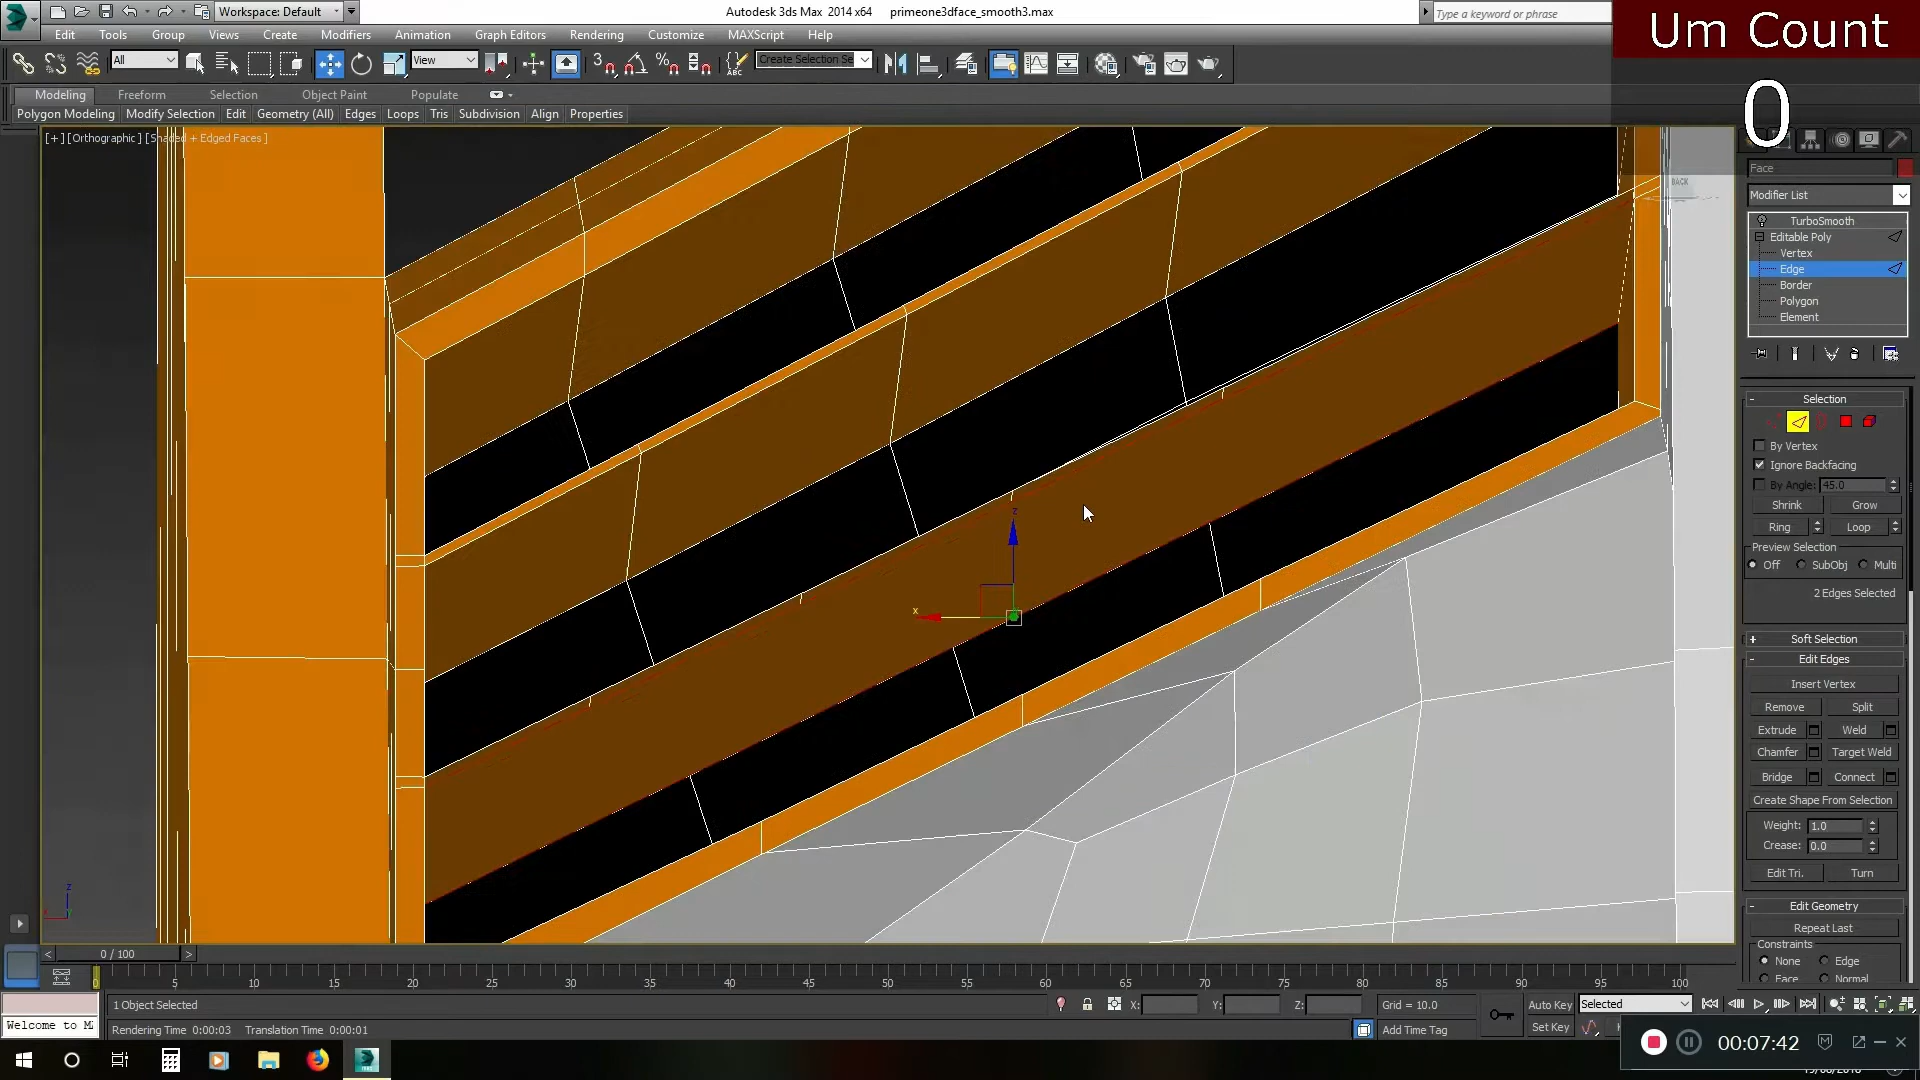 Workspace: Default
Autodesk 3ds Max 2014 x64 primeone3dface_smooth3.max
Type a keyword or phrase
Um Count
0
Edit Tools Group Views Create Modifiers Animation Graph Editors Rendering Customize MAXScript Help
All
View
3
Create Selection Se
Modeling Freeform Selection Object Paint Populate
Polygon Modeling Modify Selection Edit Geometry (All) Edges Loops Tris Subdivision Align Properties
[+] [Orthographic] [Shaded + Edged Faces]
BACK
Face
Modifier List
TurboSmooth
Editable Poly
Vertex
Edge
Border
Polygon
Element
Selection
By Vertex
Ignore Backfacing
By Angle: 45.0
Shrink Grow
Ring Loop
Preview Selection
Off SubObj Multi
2 Edges Selected
Soft Selection
Edit Edges
Insert Vertex
Remove Split
Extrude Weld
Chamfer Target Weld
Bridge Connect
Create Shape From Selection
Weight: 1.0
Crease: 0.0
Edit Tri. Turn
Edit Geometry
Repeat Last
Constraints
None Edge
Face Normal
z
x
z
0 / 100
0 5 10 15 20 25 30 35 40 45 50 55 60 65 70 75 80 85 90 95 100
1 Object Selected
X: Y: Z: Grid = 10.0
Auto Key Selected
Welcome to M
Rendering Time 0:00:03 Translation Time 0:00:01
Add Time Tag
Set Key
00:07:42